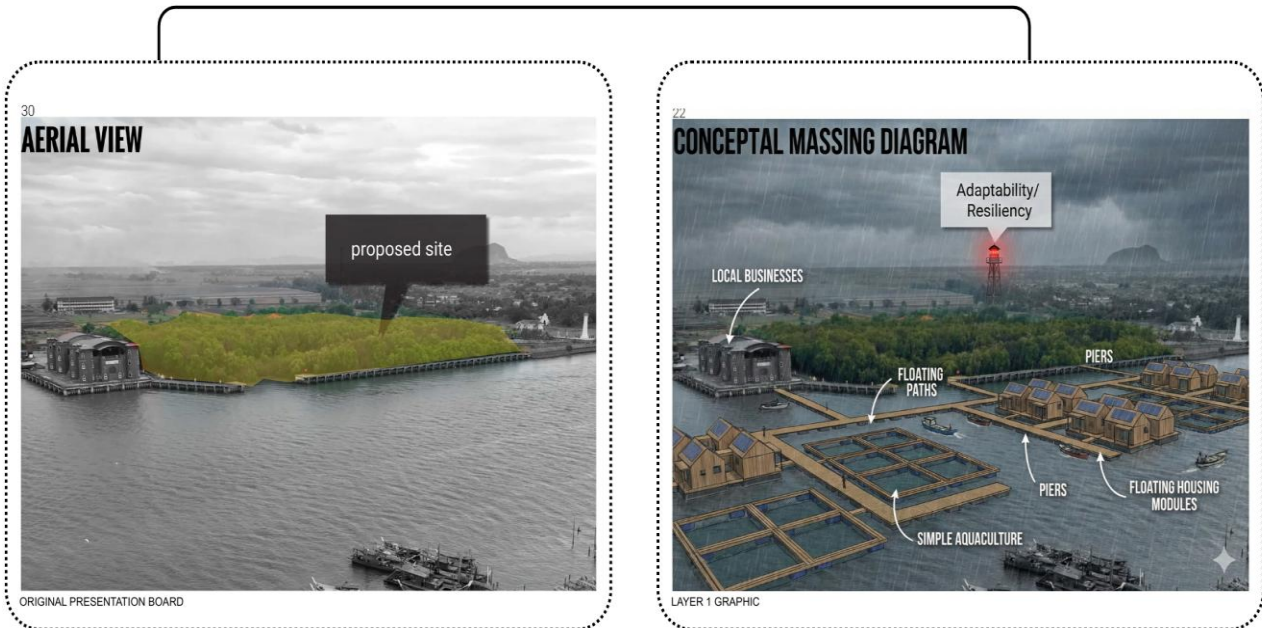 30
AERIAL VIEW
proposed site
ORIGINAL PRESENTATION BOARD
22
CONCEPTAL MASSING DIAGRAM
Adaptability/
Resiliency
LOCAL BUSINESSES
PIERS
FLOATING
PATHS
PIERS
FLOATING HOUSING
MODULES
SIMPLE AQUACULTURE
LAYER 1 GRAPHIC